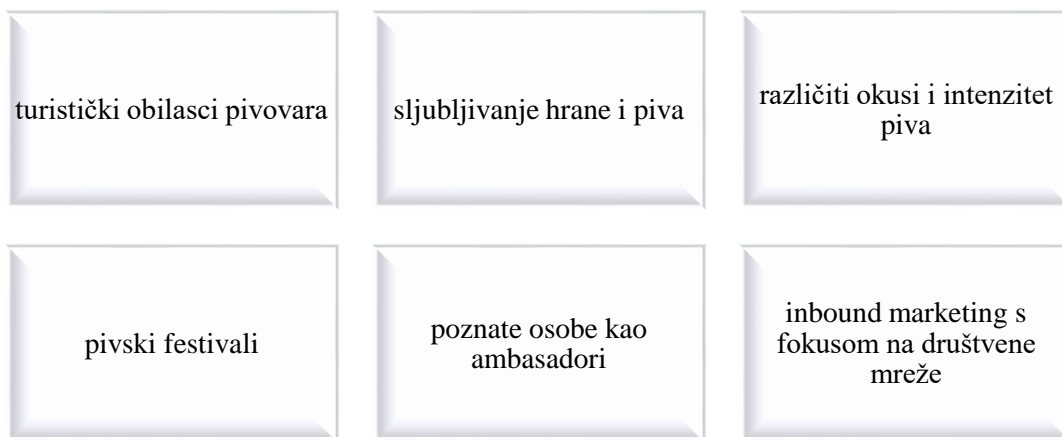 turistički obilasci pivovara
sljubljivanje hrane i piva
različiti okusi i intenzitet
piva
pivski festivali
poznate osobe kao
ambasadori
inbound marketing s
fokusom na društvene
mreže